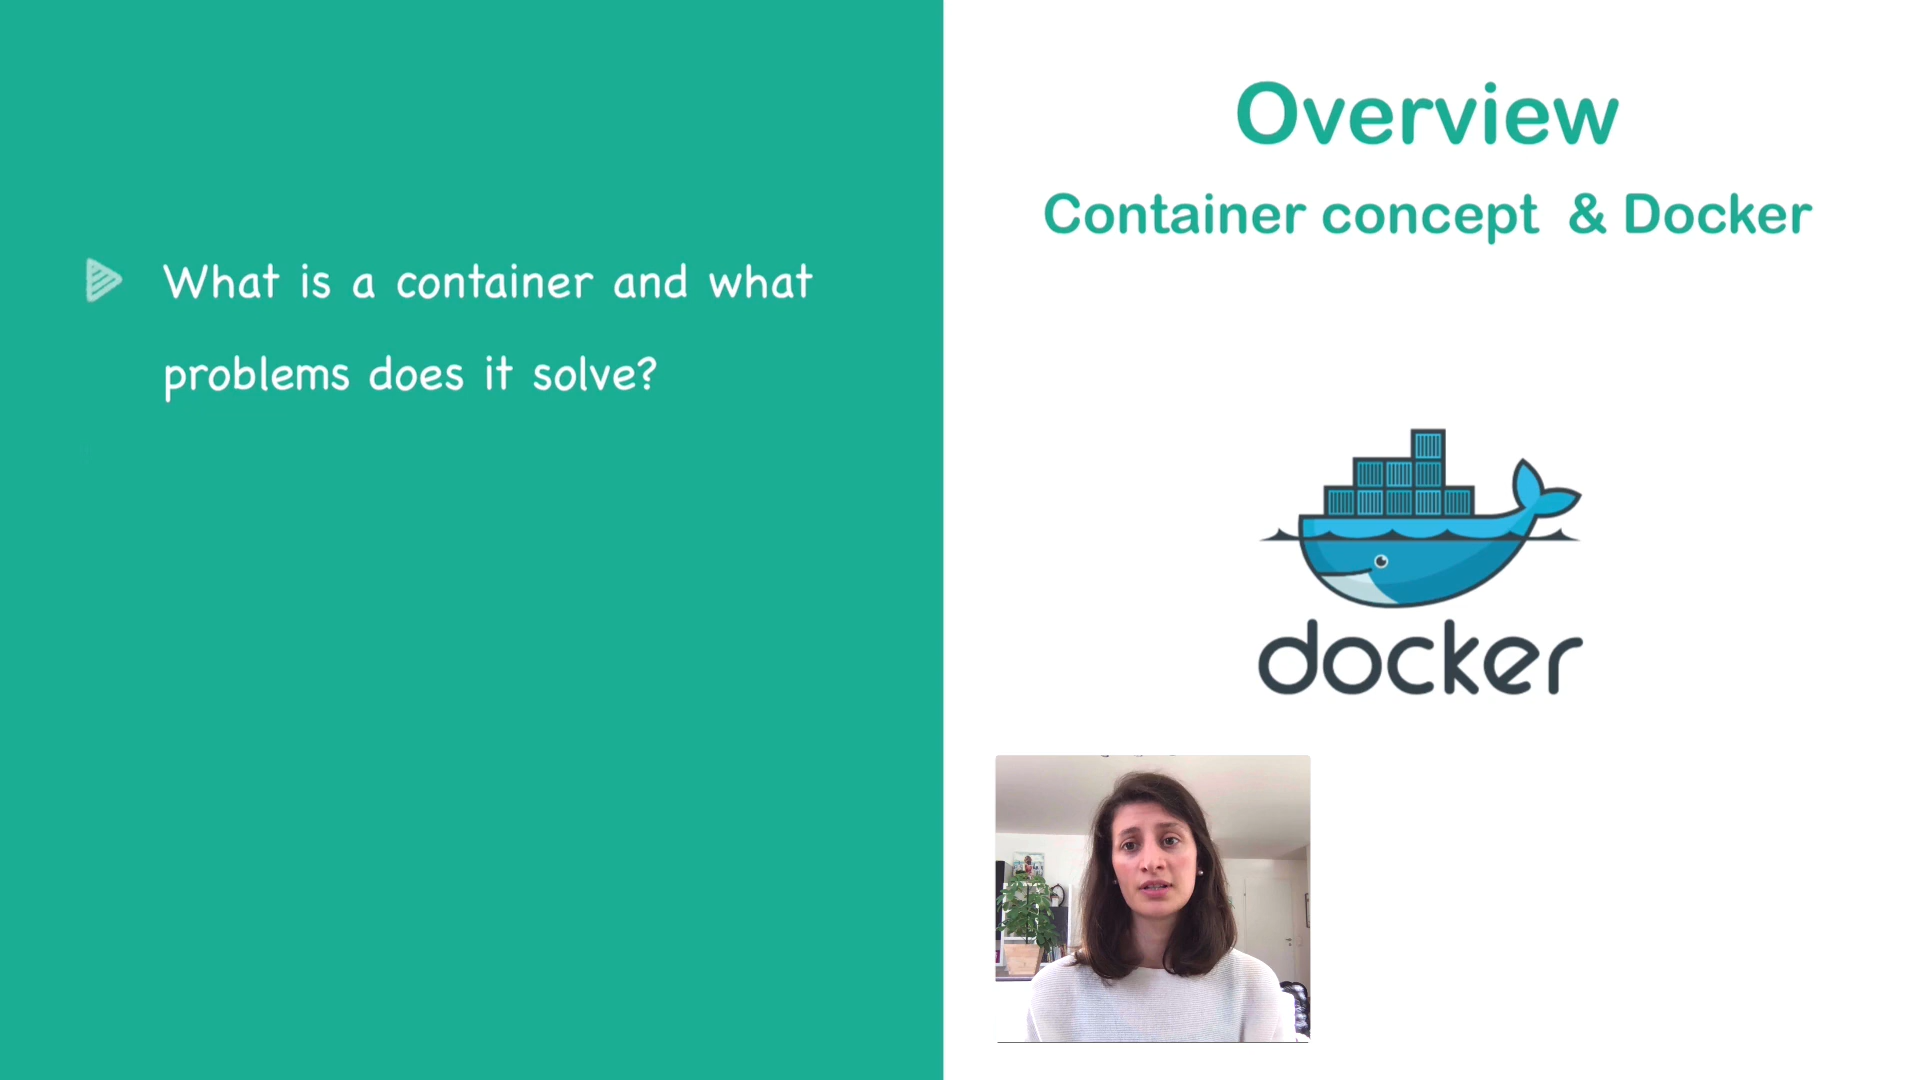 What is a container and what
problems does it solve?
Overview
Container concept & Docker
docker